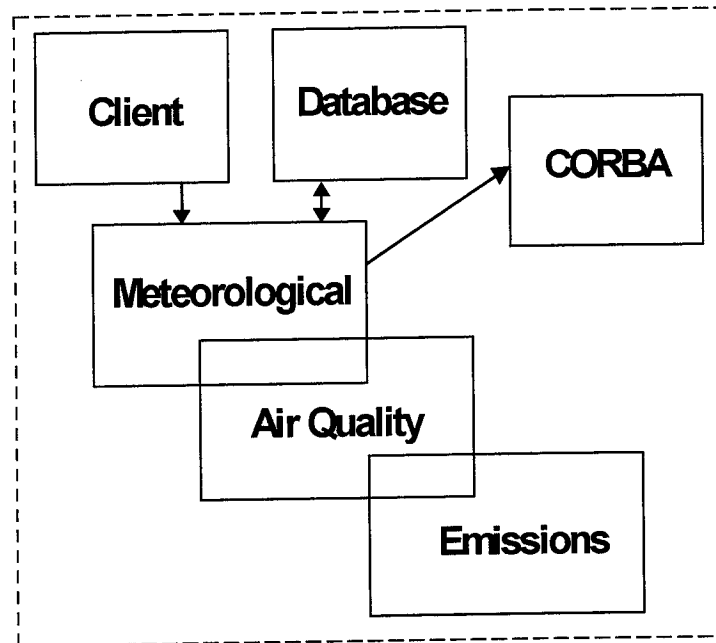 Client
Database
CORBA
Meteorological
Air Quality
Emissions